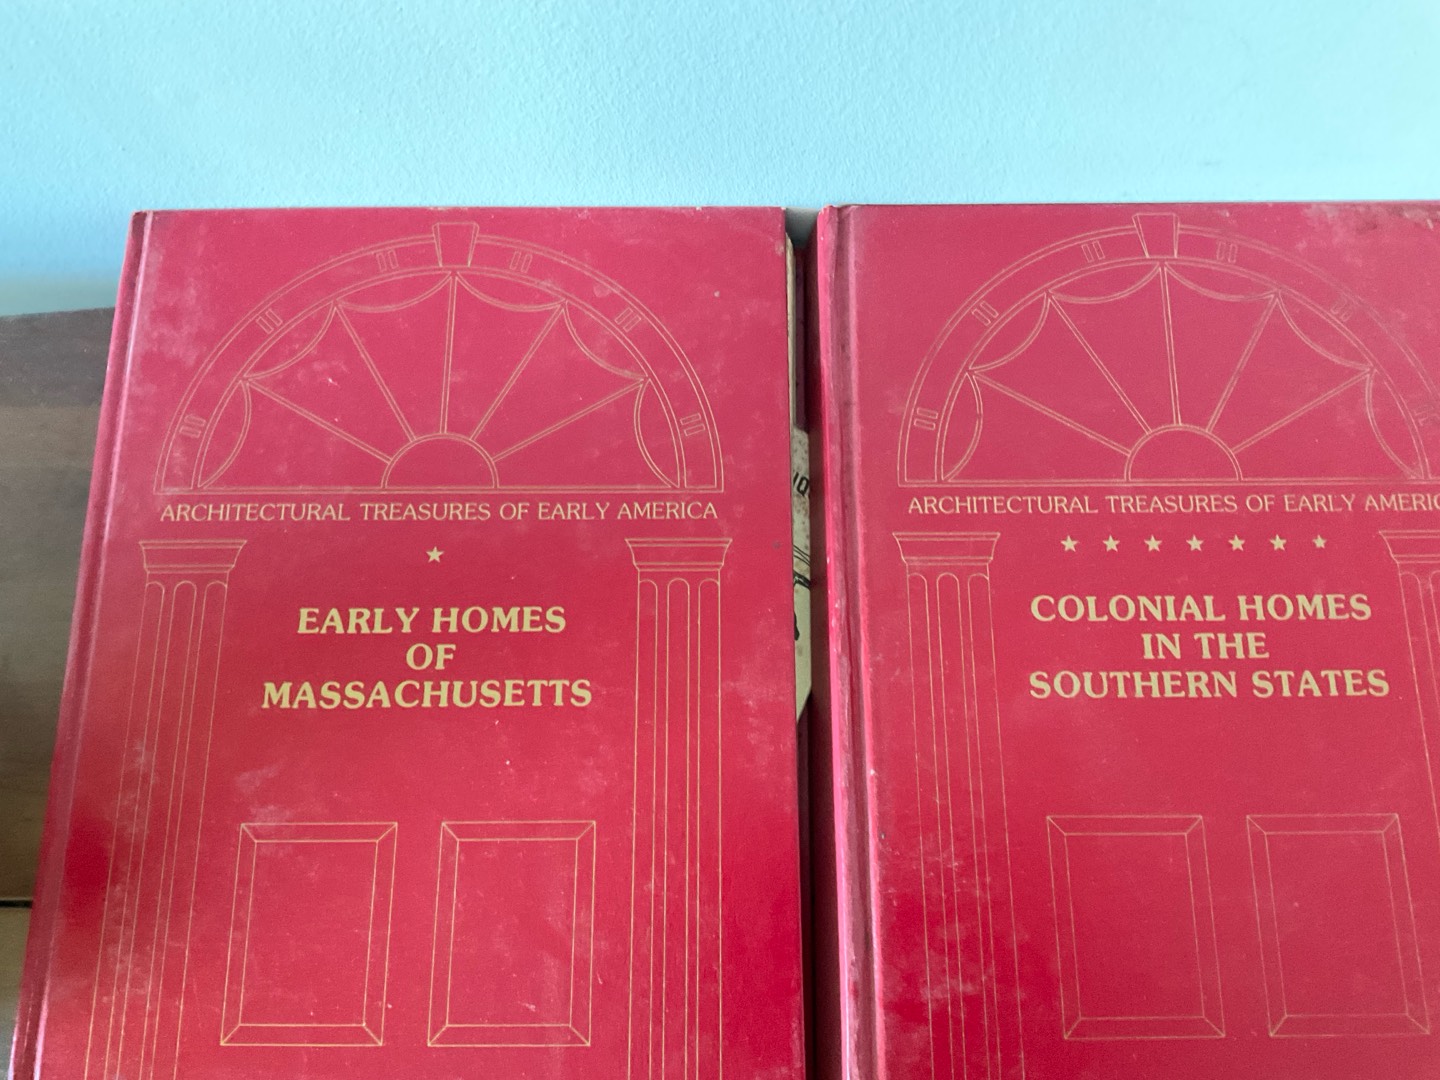 ARCHITECTURAL TREASURES OF EARLY AMERICA
EARLY HOMES
OF
MASSACHUSETTS
ARCHITECTURAL TREASURES OF EARLY
COLONIAL HOMES
IN THE
SOUTHERN STATES